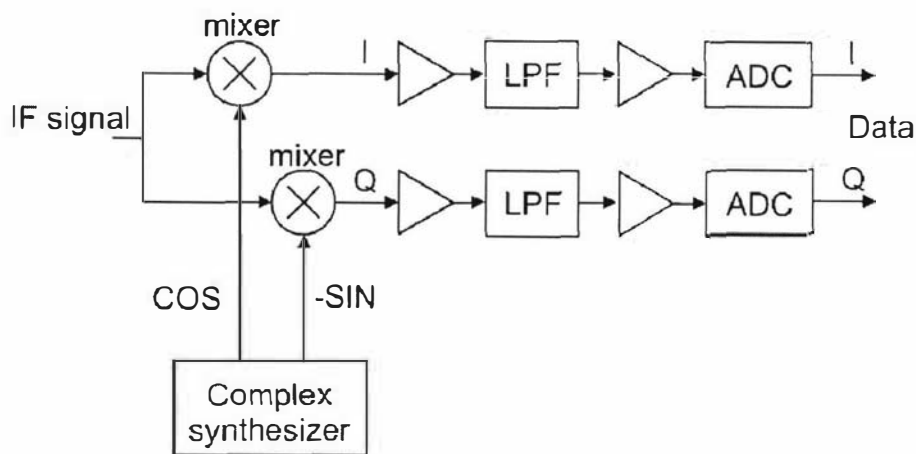 mixer
I
LPF
ADC
I
IF signal
Data
mixer
Q
LPF
ADC
Q
COS
-SIN
Complex
synthesizer